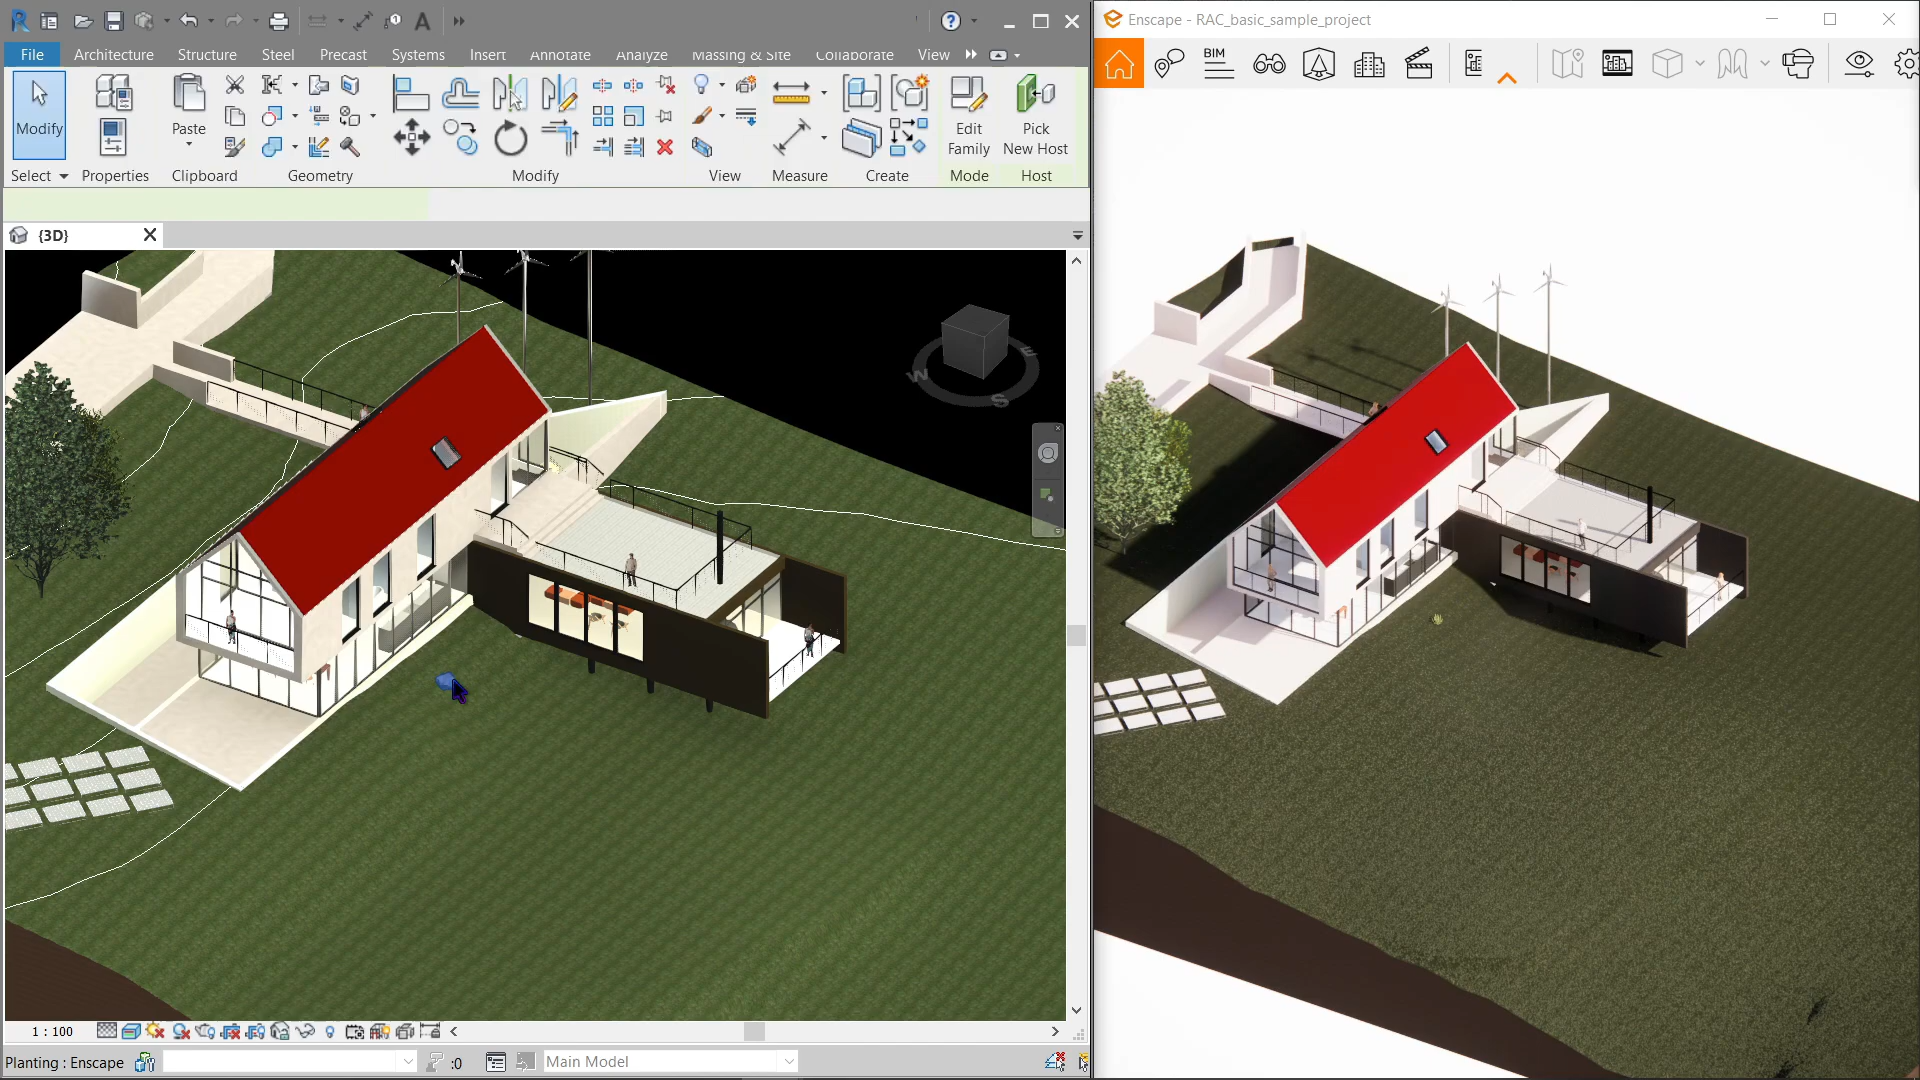 Enscape - RAC_basic_sample_project
File Architecture Structure Steel Precast Systems Insert Annotate Analyze Massing & Site Collaborate View
BIM
Modify
Paste
Edit Family
Pick New Host
Select Properties Clipboard Geometry Modify View Measure Create Mode Host
{3D}
W S E
1 : 100
Planting : Enscape
:0
Main Model